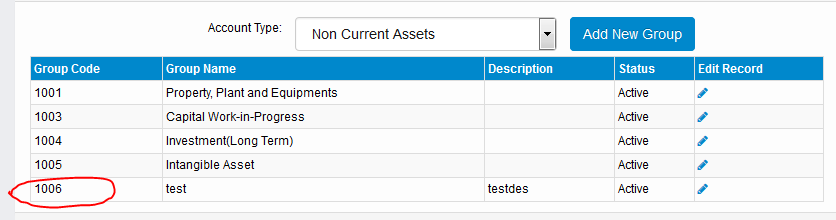 Account Type: Non Current Assets Add New Group
Group Code Group Name Description Status Edit Record
1001 Property, Plant and Equipments Active
1003 Capital Work-in-Progress Active
1004 Investment(Long Term) Active
1005 Intangible Asset Active
1006 test testdes Active